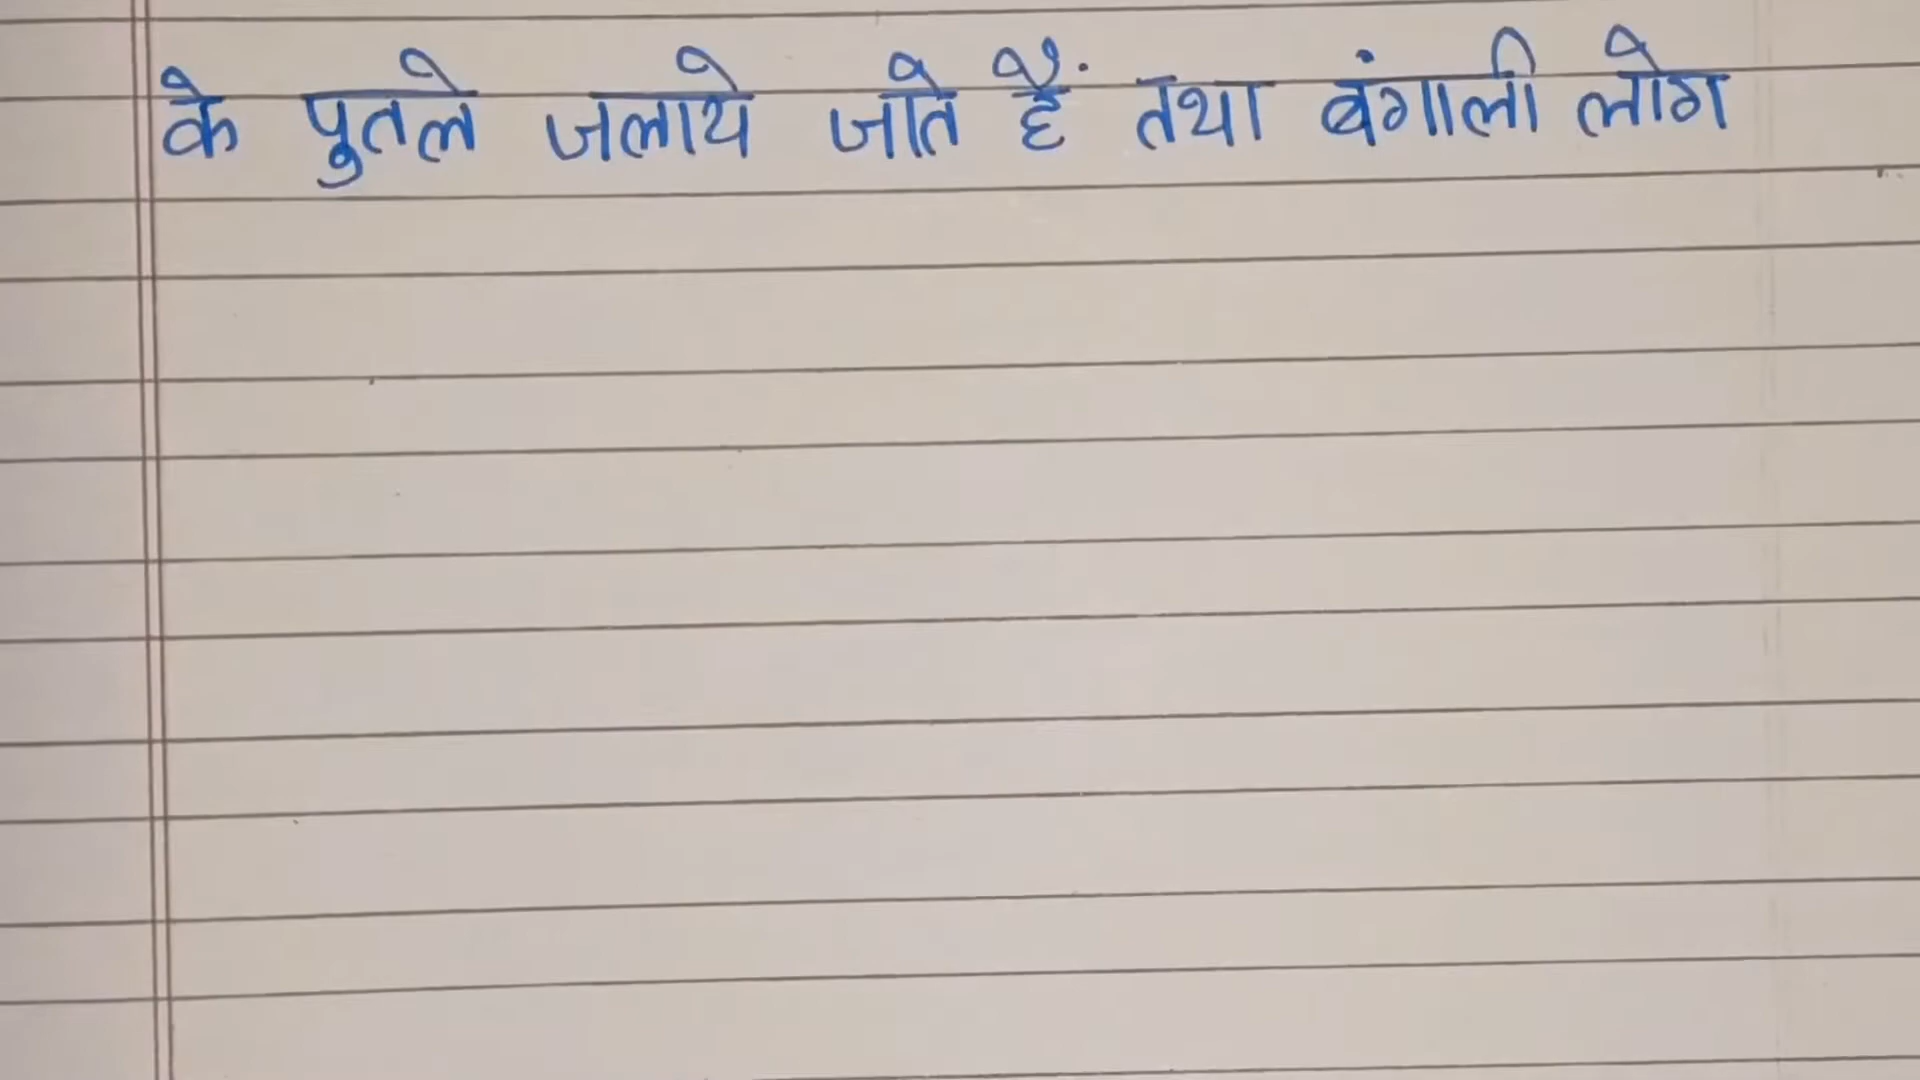 के पुतले जलाये जाते हैं तथा बंगाली लोग